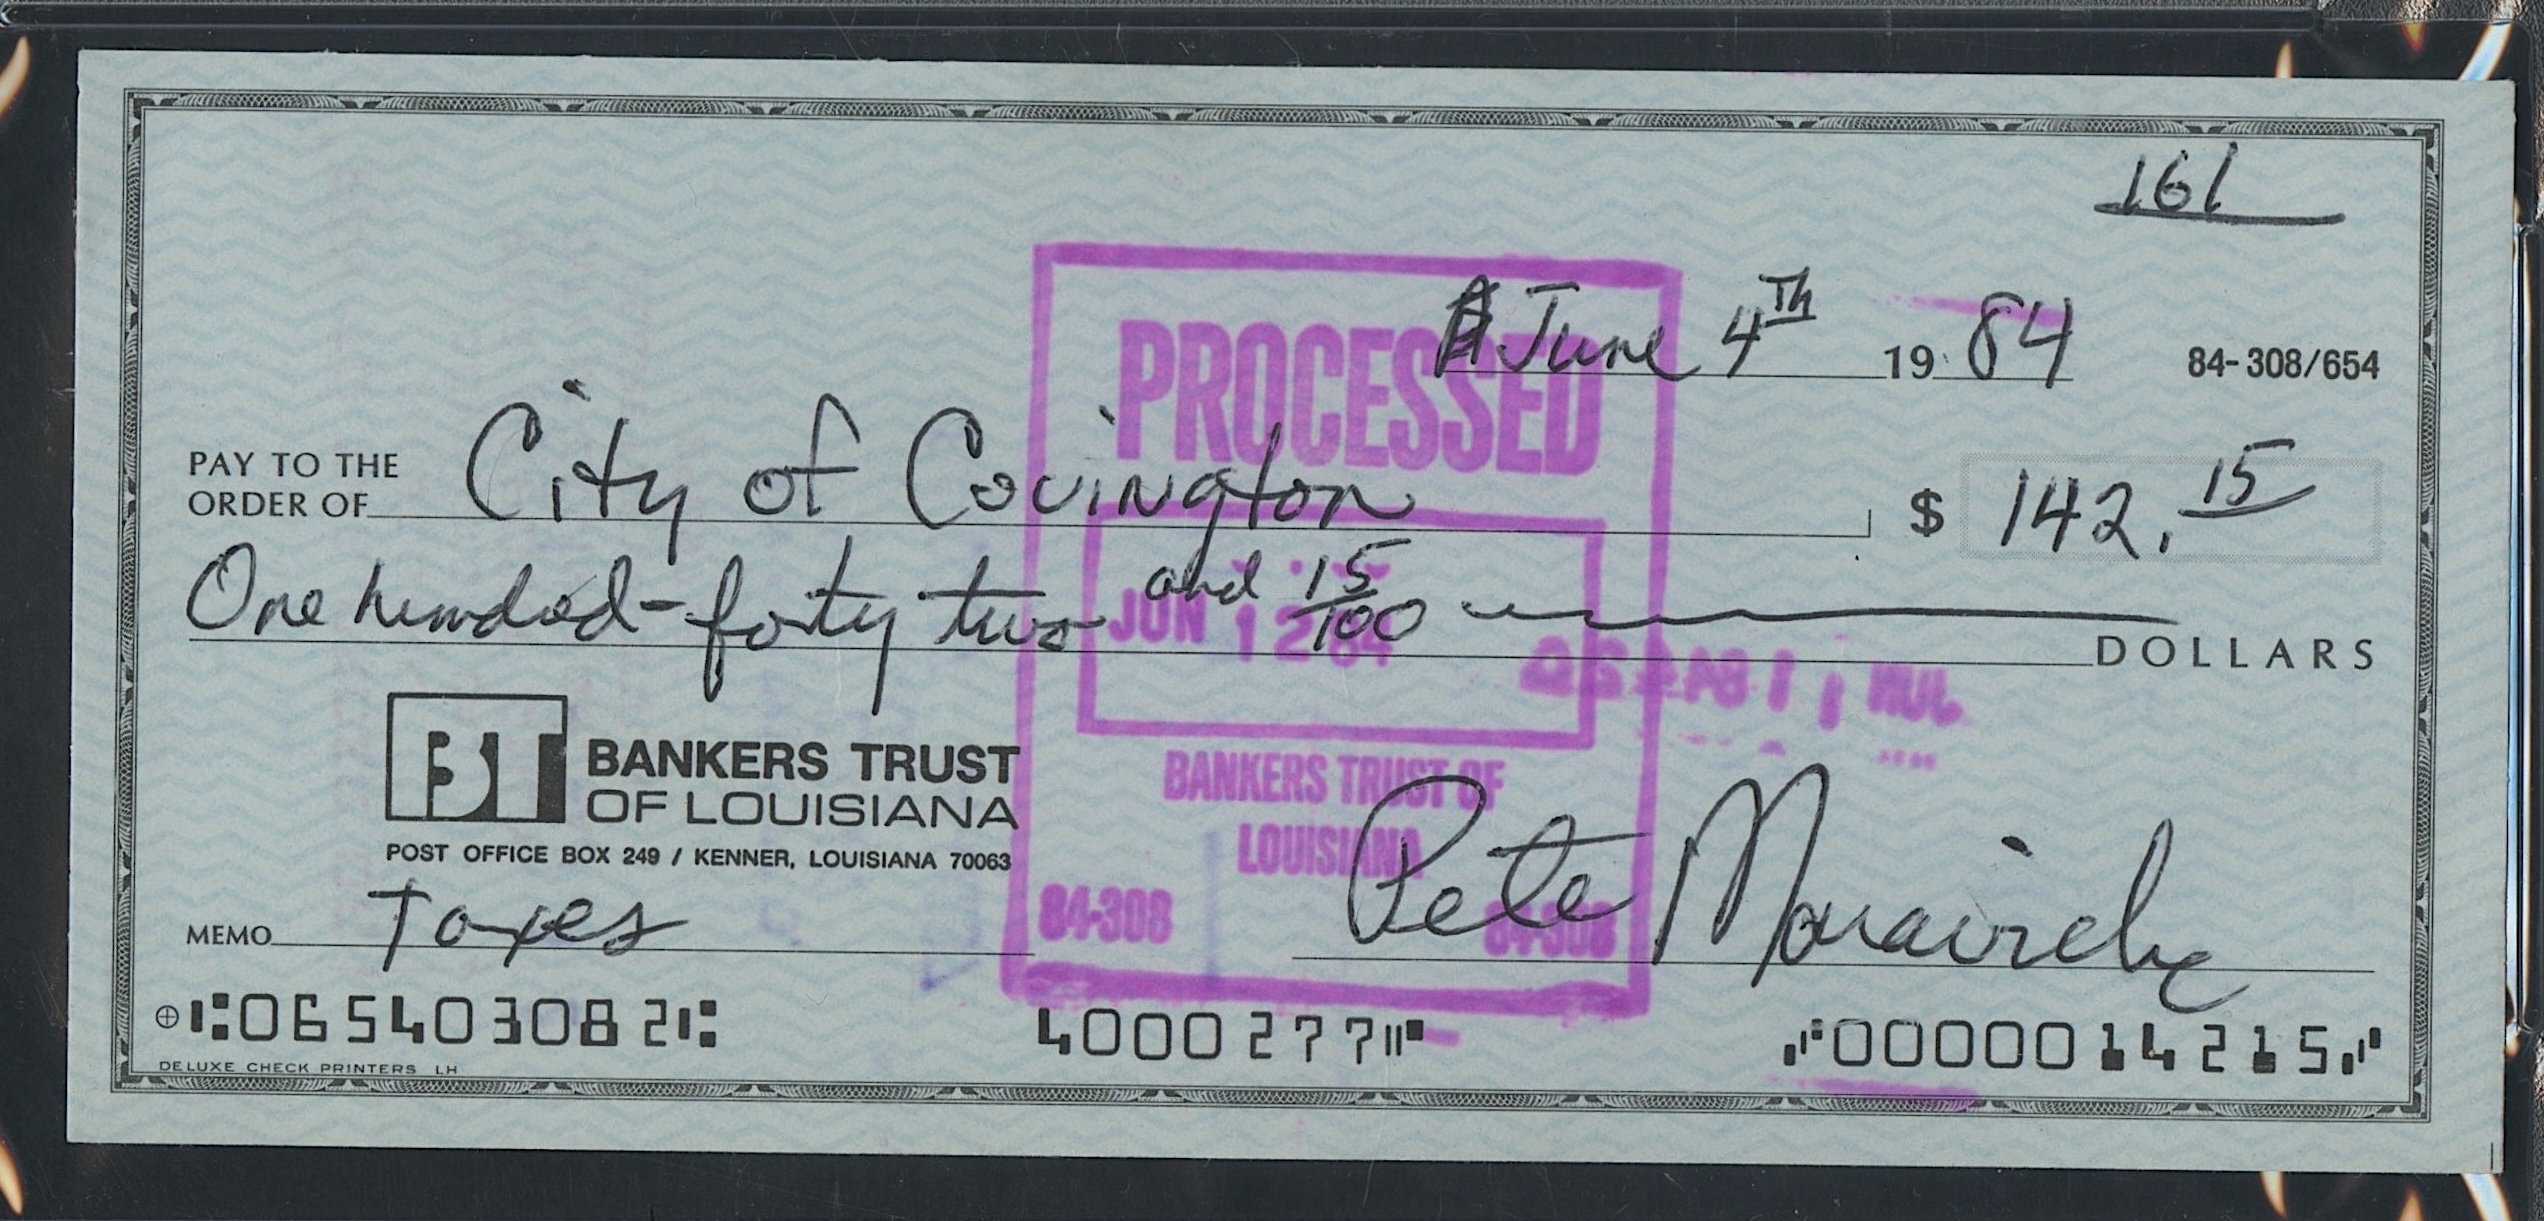 161
June 4Th 19 84 84-308/654
PROCESSED
PAY TO THE
ORDER OF City of Covington $ 142.15
One hundred-forty two and 15/100 DOLLARS
JUN 12 84
BT BANKERS TRUST
OF LOUISIANA
POST OFFICE BOX 249 / KENNER, LOUISIANA 70063
BANKERS TRUST OF
LOUISIANA
84-308 84-308
MEMO Taxes Pete Maravich
⑆065403082⑆ 4000277⑈ ⑇0000014215⑇
DELUXE CHECK PRINTERS LH